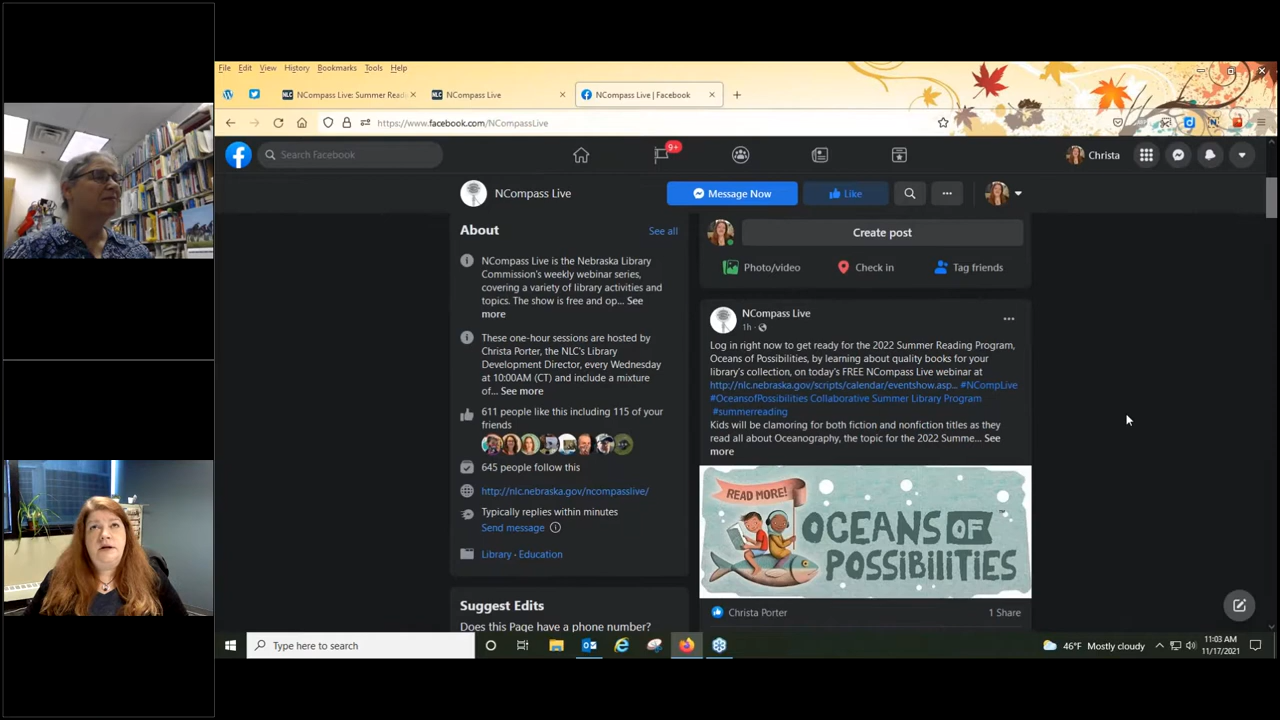 File Edit View History Bookmarks Tools Help
NCompass Live: Summer Read
NCompass Live
NCompass Live | Facebook
https://www.facebook.com/NCompassLive
Search Facebook
9+
Christa
NCompass Live
Message Now
Like
About
See all
NCompass Live is the Nebraska Library
Commission's weekly webinar series,
covering a variety of library activities and
topics. The show is free and op... See
more
These one-hour sessions are hosted by
Christa Porter, the NLC's Library
Development Director, every Wednesday
at 10:00AM (CT) and include a mixture
of... See more
611 people like this including 115 of your
friends
645 people follow this
http://nlc.nebraska.gov/ncompasslive/
Typically replies within minutes
Send message
Library · Education
Suggest Edits
Does this Page have a phone number?
Create post
Photo/video
Check in
Tag friends
NCompass Live
1h ·
Log in right now to get ready for the 2022 Summer Reading Program,
Oceans of Possibilities, by learning about quality books for your
library's collection, on today's FREE NCompass Live webinar at
http://nlc.nebraska.gov/scripts/calendar/eventshow.asp... #NCompLive
#OceansofPossibilities Collaborative Summer Library Program
#summerreading
Kids will be clamoring for both fiction and nonfiction titles as they
read all about Oceanography, the topic for the 2022 Summe... See
more
READ MORE!
OCEANS OF
POSSIBILITIES
Christa Porter
1 Share
Type here to search
46°F Mostly cloudy
11:03 AM
11/17/2021